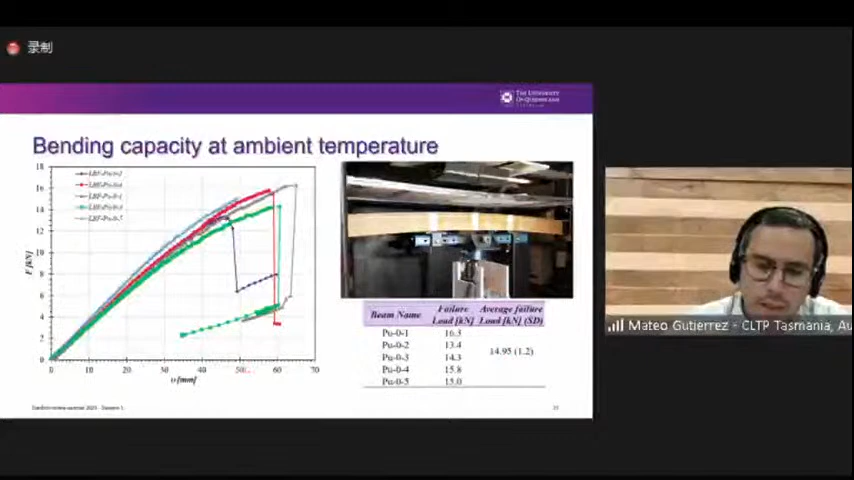 录制
THE UNIVERSITY
OF QUEENSLAND
AUSTRALIA
Bending capacity at ambient temperature
18
16
14
12
10
8
6
4
2
0
F [kN]
0 10 20 30 40 50 60 70
υ [mm]
Beam Name Failure Load [kN] Average failure Load [kN] (SD)
Pu-0-1 16.3
Pu-0-2 13.4
Pu-0-3 14.3 14.95 (1.2)
Pu-0-4 15.8
Pu-0-5 15.0
Mateo Gutierrez - CLTP Tasmania, Au